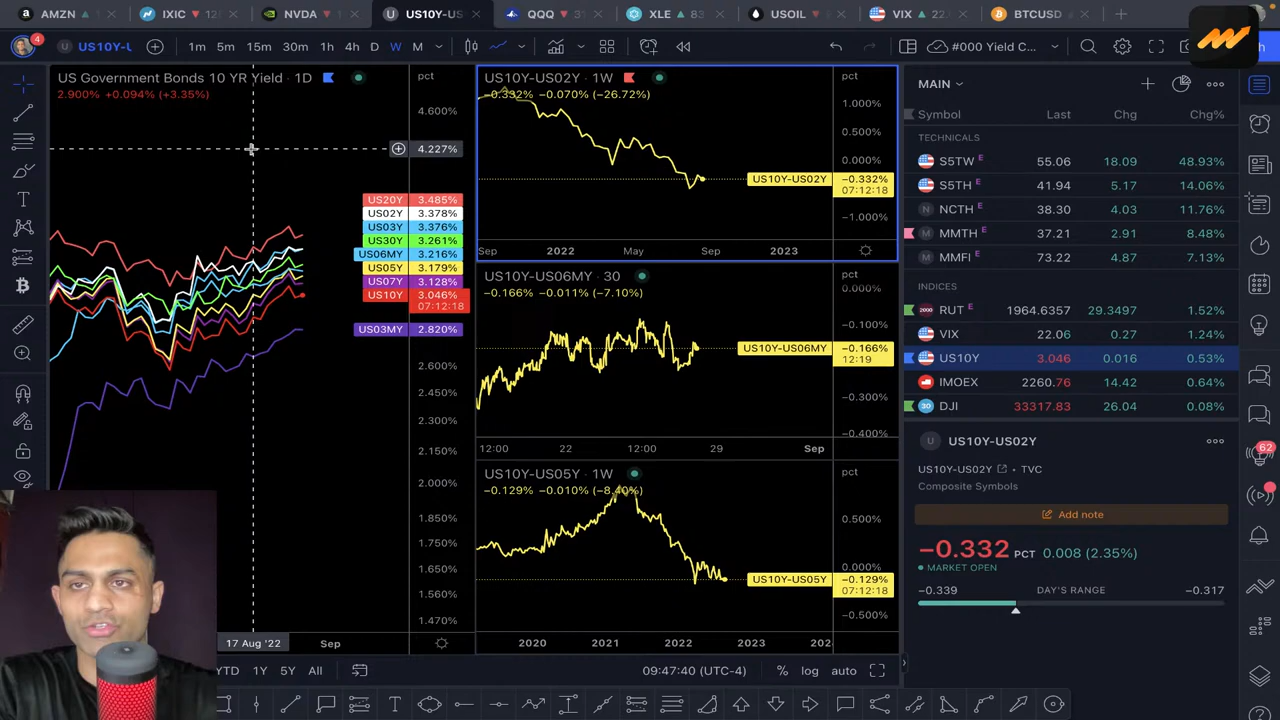 AMZN
IXIC
NVDA
US10Y-US
QQQ
XLE
USOIL
VIX
BTCUSD
4
US10Y-U
1m 5m 15m 30m 1h 4h D W M
#000 Yield C...
US Government Bonds 10 YR Yield · 1D
2.900% +0.094% (+3.35%)
pct
4.600%
4.227%
US20Y 3.485%
US02Y 3.378%
US03Y 3.376%
US30Y 3.261%
US06MY 3.216%
US05Y 3.179%
US07Y 3.128%
US10Y 3.046%
07:12:18
US03MY 2.820%
2.600%
2.450%
2.300%
2.150%
2.000%
1.850%
1.750%
1.650%
1.560%
1.470%
17 Aug '22 Sep
US10Y-US02Y · 1W
−0.332% −0.070% (−26.72%)
pct
1.000%
0.500%
0.000%
US10Y-US02Y −0.332%
07:12:18
−1.000%
Sep 2022 May Sep 2023
US10Y-US06MY · 30
−0.166% −0.011% (−7.10%)
pct
0.000%
−0.100%
US10Y-US06MY −0.166%
12:19
−0.300%
−0.400%
12:00 22 12:00 29 Sep
US10Y-US05Y · 1W
−0.129% −0.010% (−8.40%)
pct
0.500%
0.000%
US10Y-US05Y −0.129%
07:12:18
−0.500%
2020 2021 2022 2023 202
YTD 1Y 5Y All
09:47:40 (UTC-4)
% log auto
MAIN
Symbol Last Chg Chg%
TECHNICALS
S5TW E 55.06 18.09 48.93%
S5TH E 41.94 5.17 14.06%
NCTH E 38.30 4.03 11.76%
MMTH E 37.21 2.91 8.48%
MMFI E 73.22 4.87 7.13%
INDICES
RUT E 1964.6357 29.3497 1.52%
VIX 22.06 0.27 1.24%
US10Y 3.046 0.016 0.53%
IMOEX 2260.76 14.42 0.64%
DJI 33317.83 26.04 0.08%
US10Y-US02Y
US10Y-US02Y • TVC
Composite Symbols
Add note
−0.332 PCT 0.008 (2.35%)
MARKET OPEN
−0.339 DAY'S RANGE −0.317
62